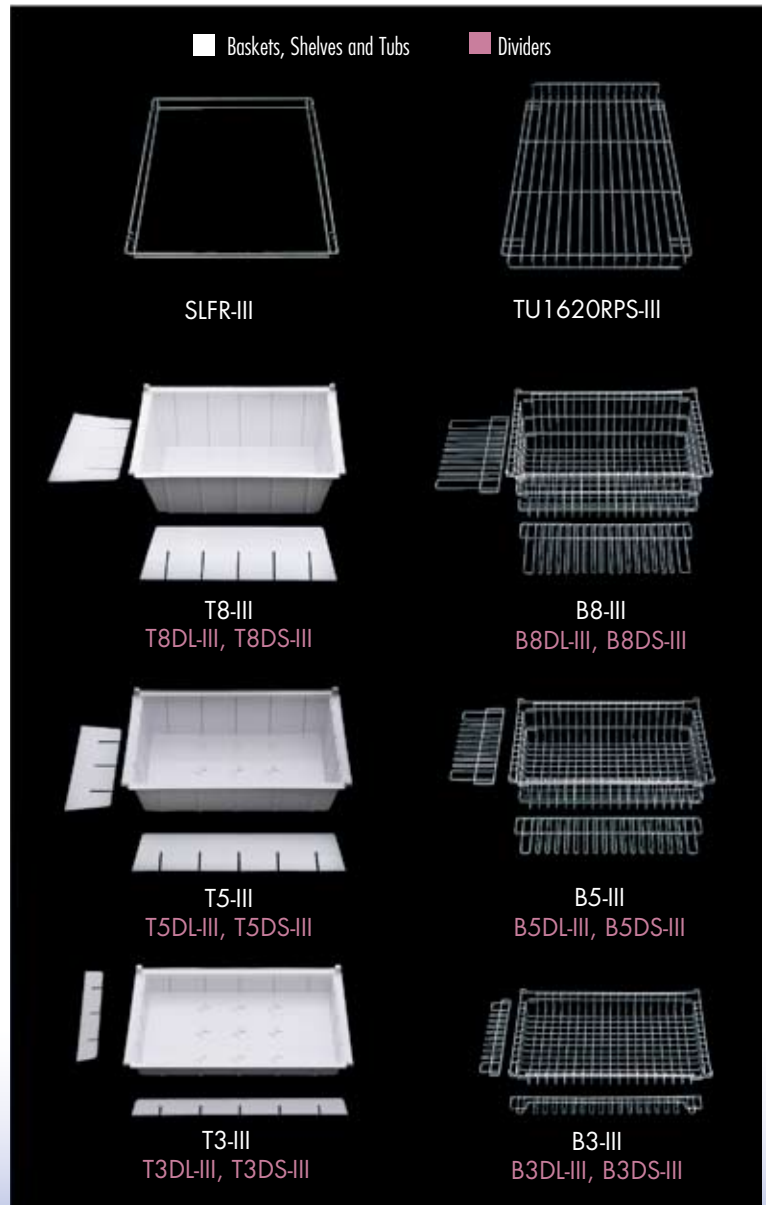 Baskets, Shelves and Tubs Dividers
SLFR-III TU1620RPS-III
T8-III B8-III
T8DL-III, T8DS-III B8DL-III, B8DS-III
T5-III B5-III
T5DL-III, T5DS-III B5DL-III, B5DS-III
T3-III B3-III
T3DL-III, T3DS-III B3DL-III, B3DS-III